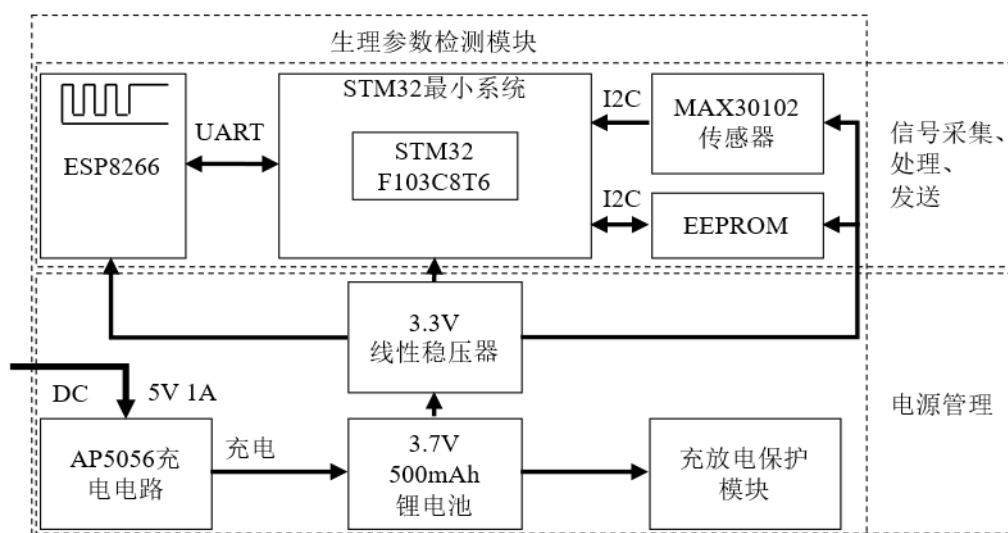 生理参数检测模块
ESP8266
UART
STM32最小系统
STM32
F103C8T6
I2C
MAX30102
传感器
I2C
EEPROM
信号采集、
处理、
发送
3.3V
线性稳压器
DC
5V 1A
AP5056充
电电路
充电
3.7V
500mAh
锂电池
充放电保护
模块
电源管理